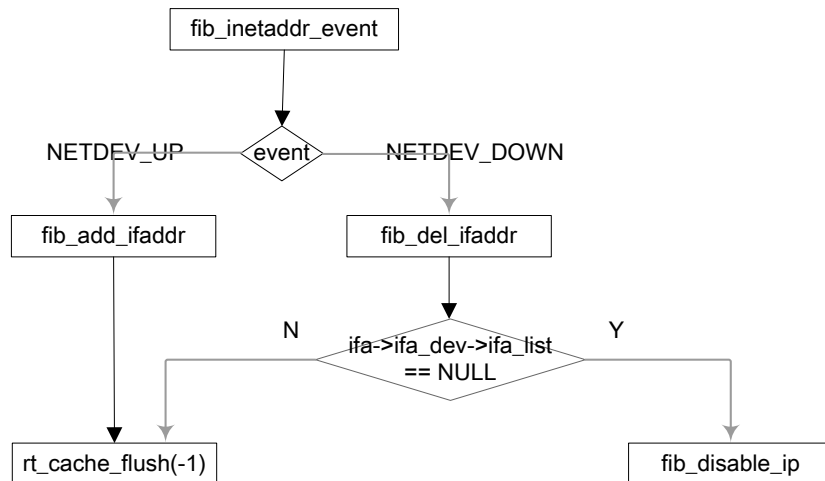 fib_inetaddr_event
NETDEV_UP
event
NETDEV_DOWN
fib_add_ifaddr
fib_del_ifaddr
N
ifa->ifa_dev->ifa_list
== NULL
Y
rt_cache_flush(-1)
fib_disable_ip